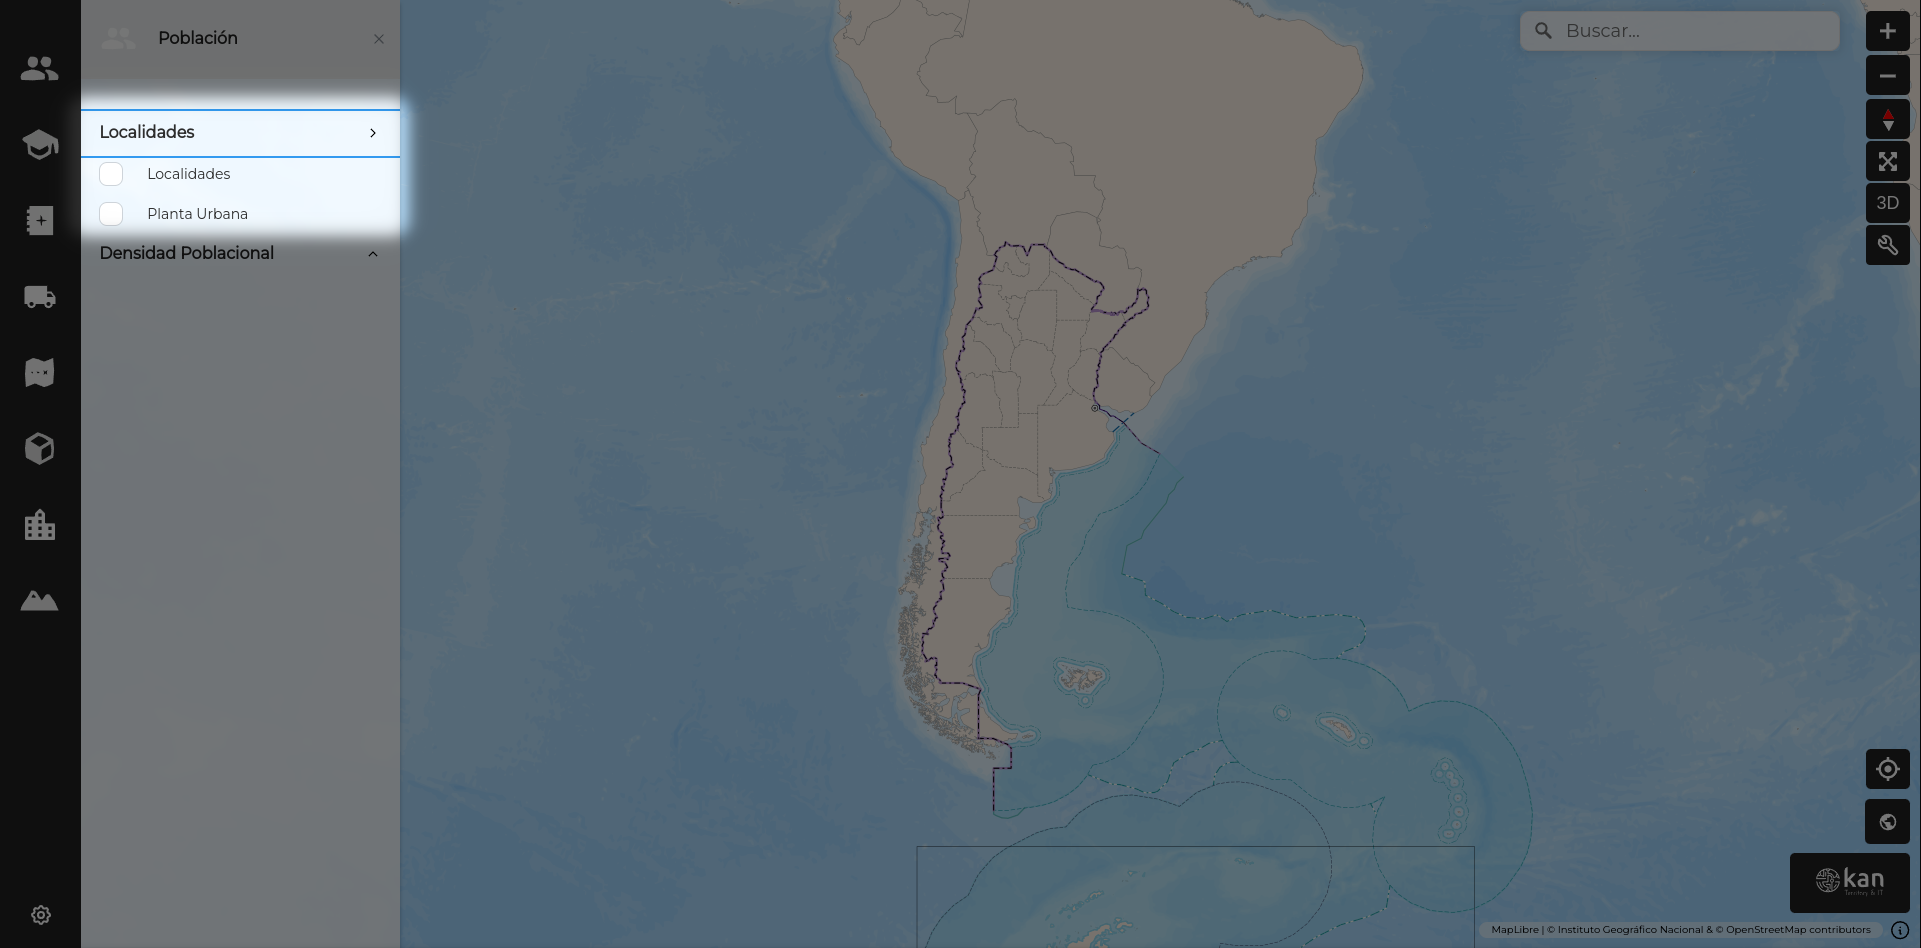 Población
Localidades
Localidades
Planta Urbana
Densidad Poblacional
Buscar...
3D
kan
Territory & IT
MapLibre | © Instituto Geográfico Nacional & © OpenStreetMap contributors